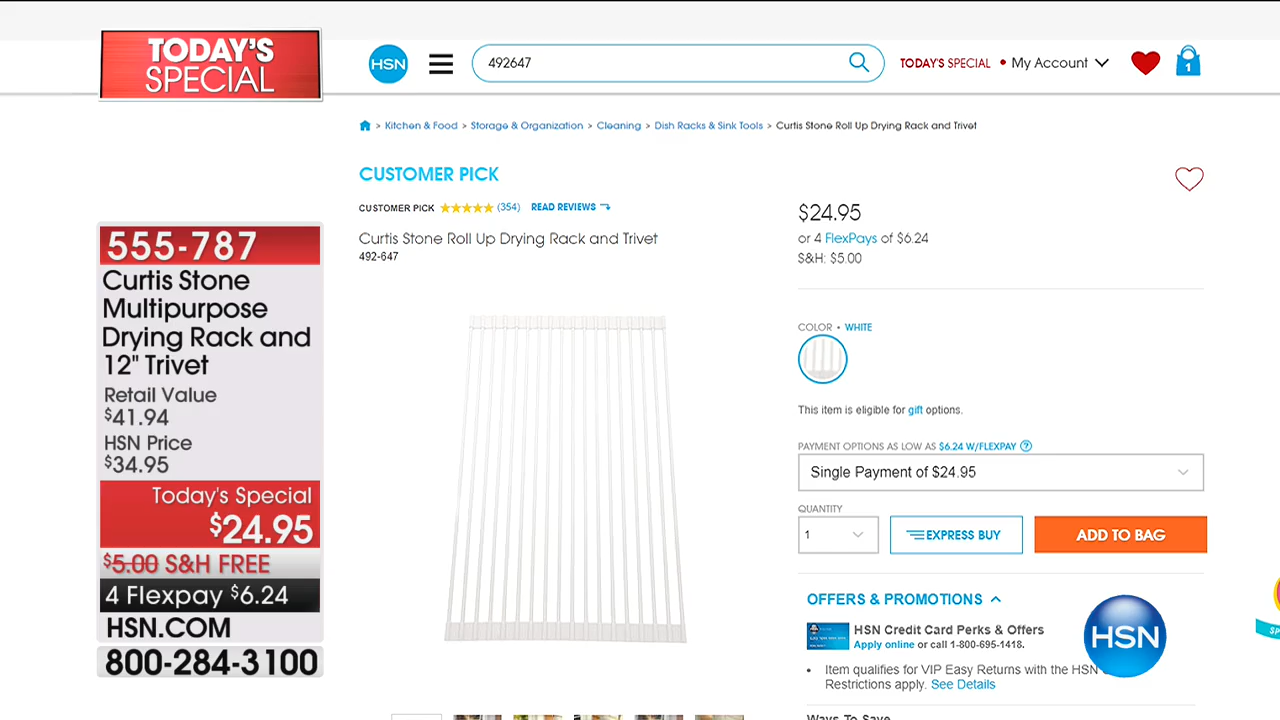 TODAY'S
SPECIAL
HSN
492647
TODAY'S SPECIAL • My Account
1
> Kitchen & Food > Storage & Organization > Cleaning > Dish Racks & Sink Tools > Curtis Stone Roll Up Drying Rack and Trivet
CUSTOMER PICK
CUSTOMER PICK (354) READ REVIEWS
Curtis Stone Roll Up Drying Rack and Trivet
492-647
$24.95
or 4 FlexPays of $6.24
S&H: $5.00
COLOR • WHITE
This item is eligible for gift options.
PAYMENT OPTIONS AS LOW AS $6.24 W/FLEXPAY ?
Single Payment of $24.95
QUANTITY
1
EXPRESS BUY
ADD TO BAG
OFFERS & PROMOTIONS
HSN Credit Card Perks & Offers
Apply online or call 1-800-695-1418.
• Item qualifies for VIP Easy Returns with the HSN
Restrictions apply. See Details
Ways To Save
HSN
555-787
Curtis Stone
Multipurpose
Drying Rack and
12" Trivet
Retail Value
$41.94
HSN Price
$34.95
Today's Special
$24.95
$5.00 S&H FREE
4 Flexpay $6.24
HSN.COM
800-284-3100